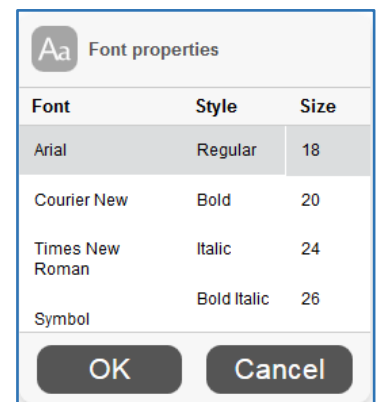 Aa Font properties
Font Style Size
Arial Regular 18
Courier New Bold 20
Times New Italic 24
Roman
Bold Italic 26
Symbol
OK Cancel